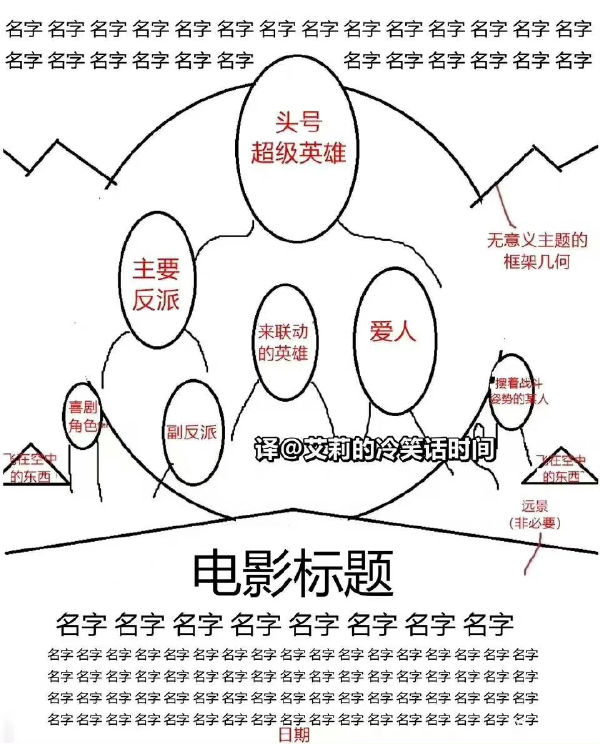 名字 名字 名字 名字 名字 名字 名字 名字 名字 名字 名字 名字 名字 名字
名字 名字 名字 名字 名字 名字 名字 名字 名字 名字 名字 名字
头号
超级英雄
无意义主题的
框架几何
主要
反派
来联动
的英雄
爱人
喜剧
角色
副反派
摆着战斗
姿势的某人
飞在空中
的东西
译@艾莉的冷笑话时间
飞在空中
的东西
远景
(非必要)
电影标题
名字 名字 名字 名字 名字 名字 名字 名字
名字 名字 名字 名字 名字 名字 名字 名字 名字 名字 名字 名字 名字 名字 名字 名字 名字
名字 名字 名字 名字 名字 名字 名字 名字 名字 名字 名字 名字 名字 名字 名字 名字 名字
名字 名字 名字 名字 名字 名字 名字 名字 名字 名字 名字 名字 名字 名字 名字 名字 名字
名字 名字 名字 名字 名字 名字 名字 名字 名字 名字 名字 名字 名字 名字 名字 名字 名字
日期